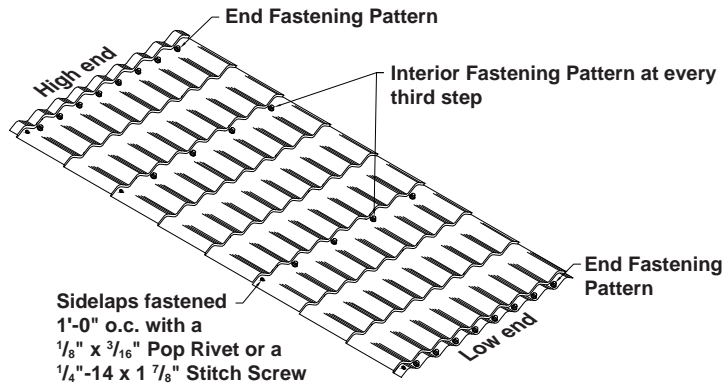 End Fastening Pattern
High end
Interior Fastening Pattern at every
third step
End Fastening
Pattern
Sidelaps fastened
1'-0" o.c. with a
1/8" x 3/16" Pop Rivet or a
1/4"-14 x 1 7/8" Stitch Screw
Low end